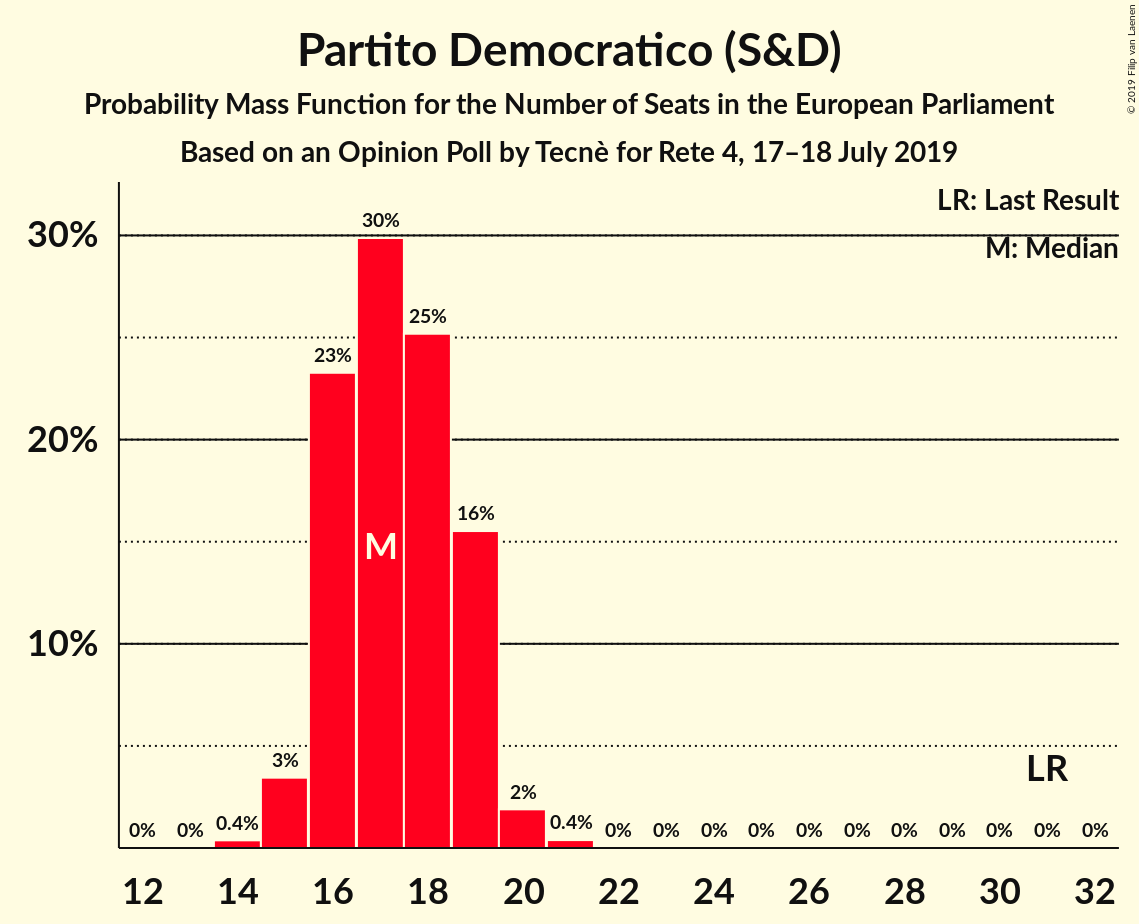 Partito Democratico (S&D)
Probability Mass Function for the Number of Seats in the European Parliament
Based on an Opinion Poll by Tecnè for Rete 4, 17–18 July 2019
© 2019 Filip van Laenen
LR: Last Result
M: Median
30%
20%
10%
0% 0% 0.4% 3% 23% 30% 25% 16% 2% 0.4% 0% 0% 0% 0% 0% 0% 0% 0% 0% 0% 0%
M
LR
12 14 16 18 20 22 24 26 28 30 32